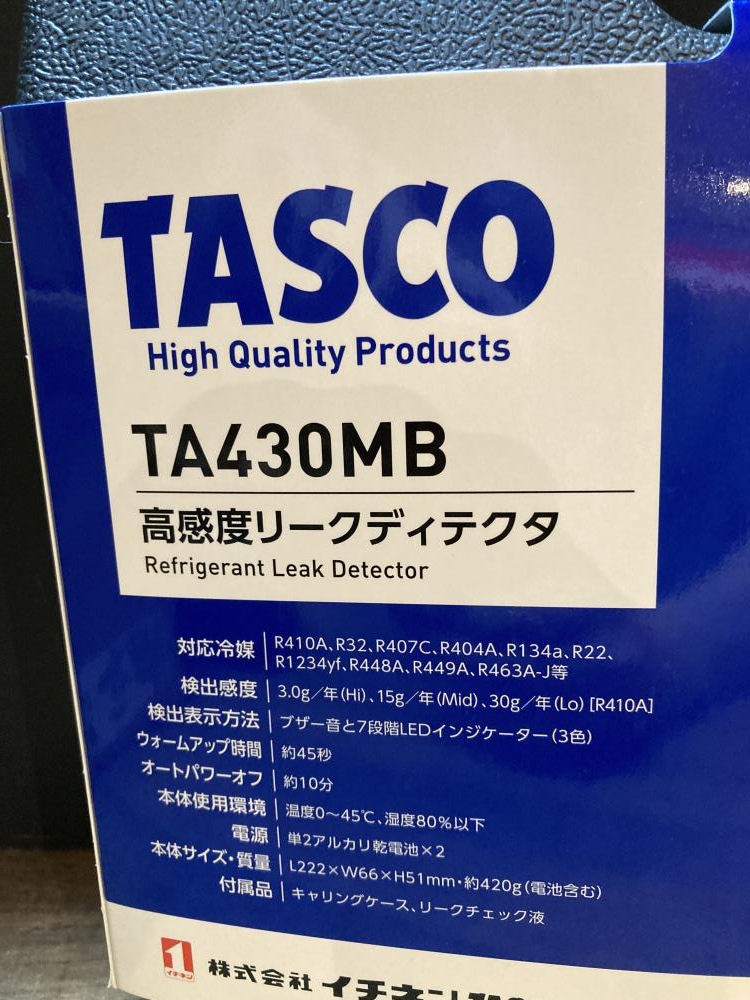 TASCO
High Quality Products
TA430MB
高感度リークディテクタ
Refrigerant Leak Detector
対応冷媒 R410A、R32、R407C、R404A、R134a、R22、
R1234yf、R448A、R449A、R463A-J等
検出感度 3.0g/年(Hi)、15g/年(Mid)、30g/年(Lo) [R410A]
検出表示方法 ブザー音と7段階LEDインジケーター(3色)
ウォームアップ時間 約45秒
オートパワーオフ 約10分
本体使用環境 温度0~45℃、湿度80%以下
電源 単2アルカリ乾電池×2
本体サイズ・質量 L222×W66×H51mm・約420g(電池含む)
付属品 キャリングケース、リークチェック液
1
イチネン
株式会社 イチネン